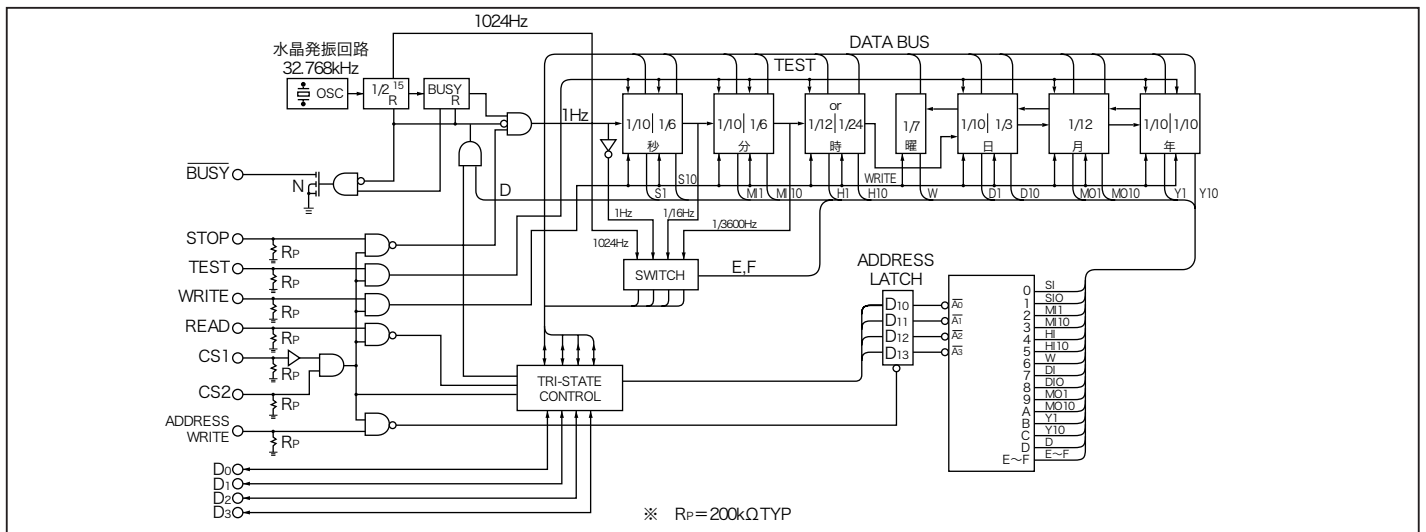 1024Hz
水晶発振回路
32.768kHz
OSC
1/2 15
R
BUSY
R
1Hz
DATA BUS
TEST
1/10 1/6
秒
1/10 1/6
分
or
1/12 1/24
時
1/7
曜
1/10 1/3
日
1/12
月
1/10 1/10
年
WRITE
S1
S10
MI1
MI10
H1
H10
W
D1
D10
MO1
MO10
Y1
Y10
BUSY
N
D
STOP
RP
TEST
RP
WRITE
RP
READ
RP
CS1
RP
CS2
RP
ADDRESS
WRITE
RP
1024Hz
1Hz
1/16Hz
1/3600Hz
SWITCH
E,F
TRI-STATE
CONTROL
ADDRESS
LATCH
D10
D11
D12
D13
A0
A1
A2
A3
0 SI
1 SIO
2 MI1
3 MI10
4 HI
5 HI10
6 W
7 DI
8 DIO
9 MO1
A MO10
B Y1
C Y10
D D
E〜F E〜F
D0
D1
D2
D3
※ RP=200kΩTYP